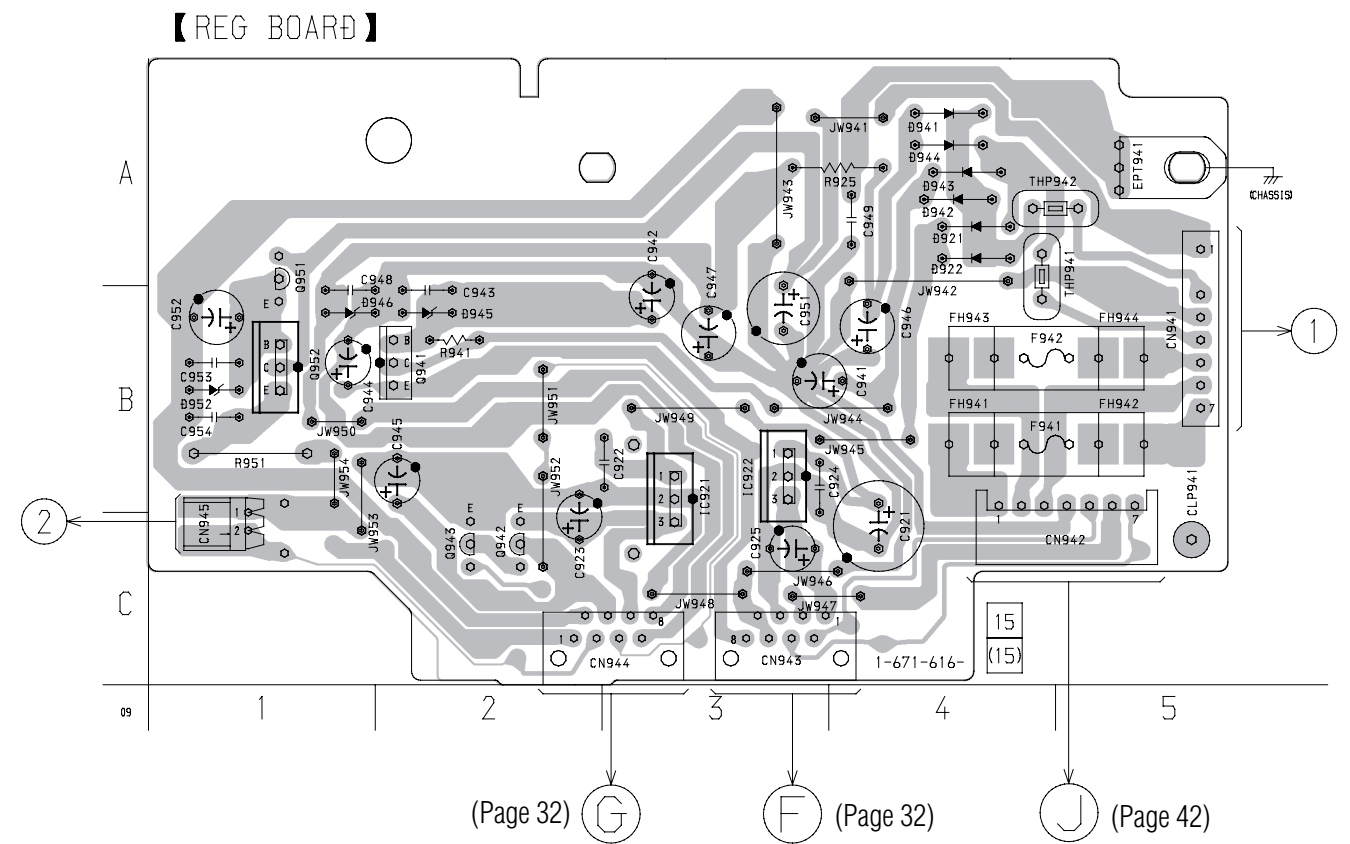 【REG BOARD】
A
B
C
JW941
D941
D944
R925
D943
D942
D921
D922
JW943
C949
THP942
THP941
EPT941
(CHASSIS)
C942
C947
C951
C946
JW942
Q951
E
C948
D946
C943
D945
C952
B
C
E
Q952
C944
B
C
E
Q941
R941
C953
D952
C954
JW950
R951
JW954
JW953
C945
JW951
JW952
C941
JW949
JW944
JW945
FH943
F942
FH944
FH941
F941
FH942
1
CN941
7
1
C922
1
2
3
IC921
IC922
1
2
3
C924
C921
C925
C923
E
Q943
E
Q942
2
CN945
1
2
1
7
CN942
CLP941
JW946
JW947
JW948
8
1
CN944
1
8
CN943
1-671-616-
15
(15)
09
1
2
3
4
5
(Page 32)
G
F
(Page 32)
J
(Page 42)